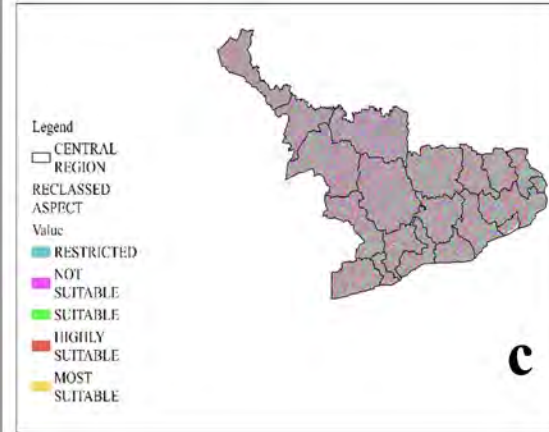 Legend
CENTRAL
REGION
RECLASSED
ASPECT
Value
RESTRICTED
NOT
SUITABLE
SUITABLE
HIGHLY
SUITABLE
MOST
SUITABLE
c